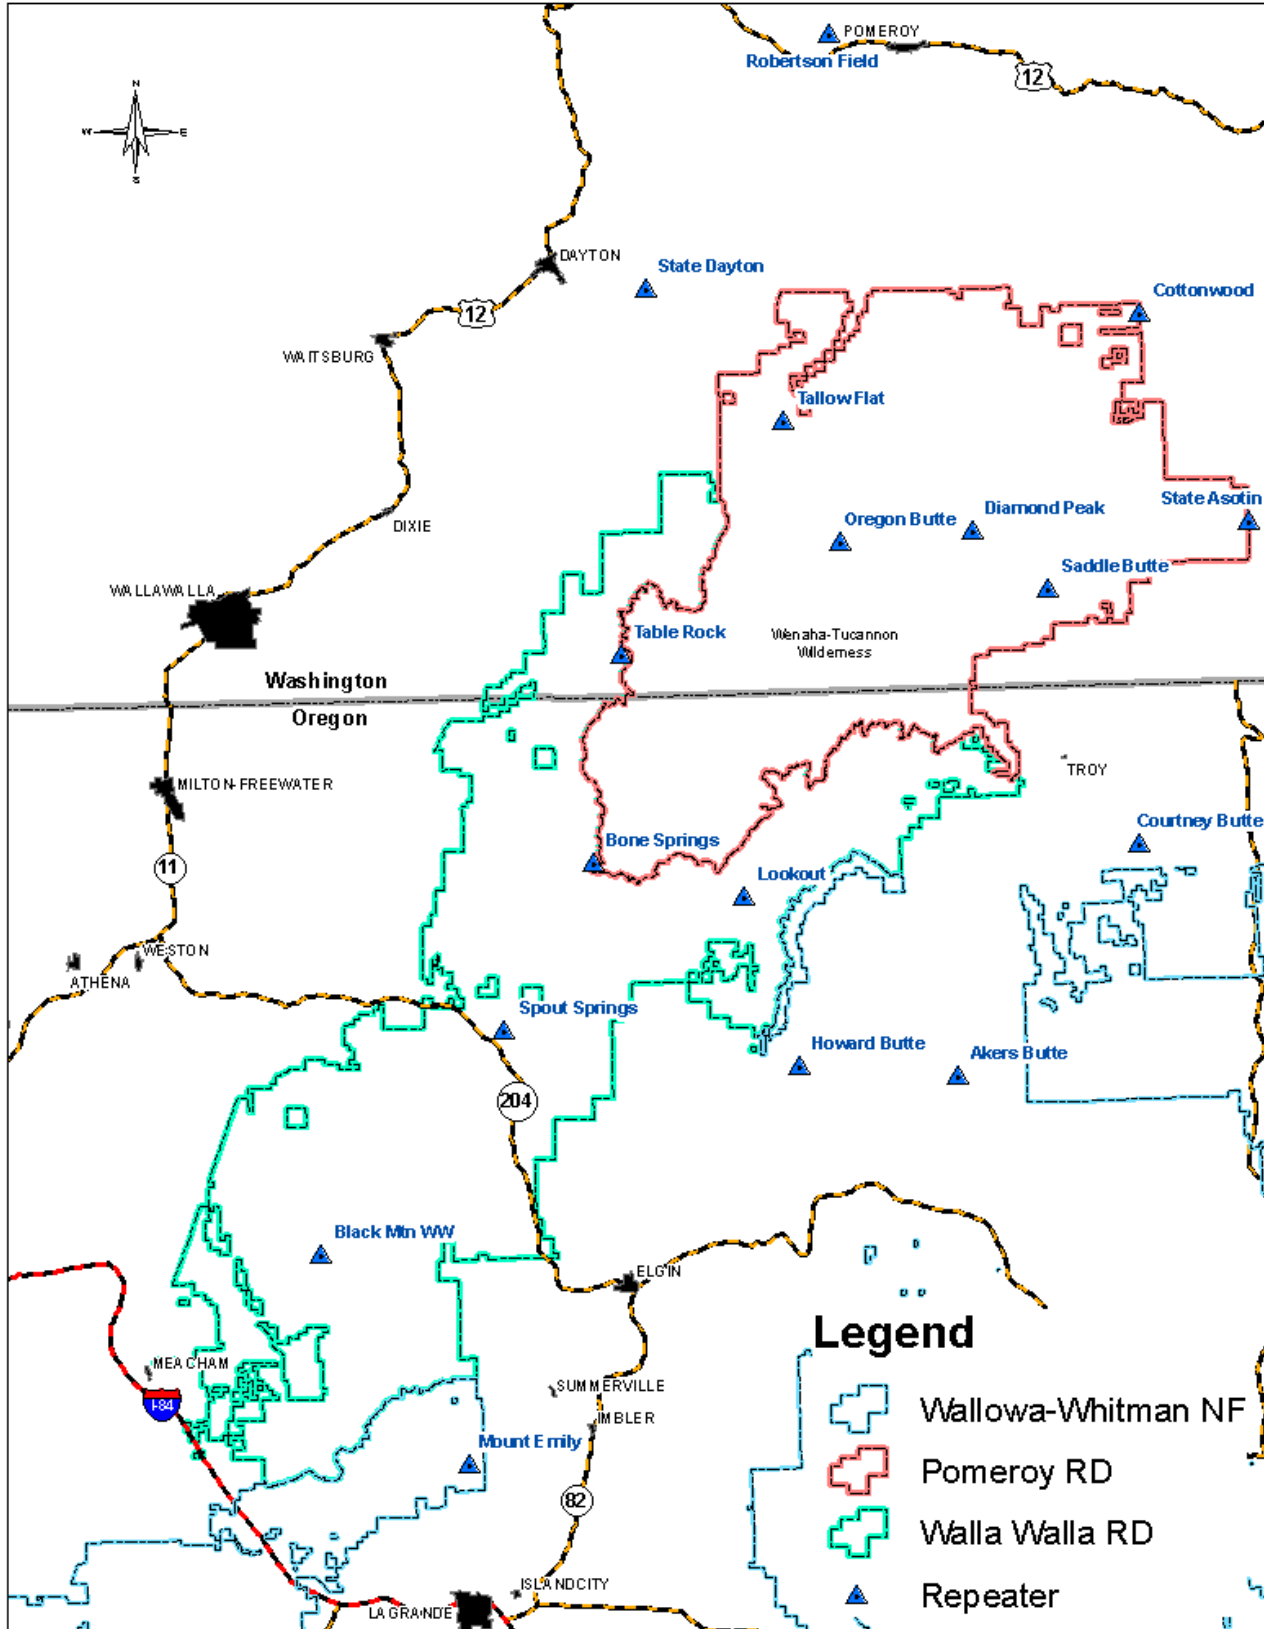 POMEROY
Robertson Field
12
N
W
E
S
DAYTON
State Dayton
Cottonwood
12
WAITSBURG
Tallow Flat
State Asotin
DIXIE
Oregon Butte
Diamond Peak
Saddle Butte
WALLAWALLA
Table Rock
Wenaha-Tucannon
Wilderness
Washington
Oregon
TROY
MILTON-FREEWATER
Courtney Butte
Bone Springs
11
Lookout
WESTON
ATHENA
Spout Springs
Howard Butte
Akers Butte
204
Black Mtn WW
ELGIN
Legend
MEACHAM
SUMMERVILLE
I-84
Wallowa-Whitman NF
IMBLER
Mount Emily
Pomeroy RD
82
Walla Walla RD
ISLANDCITY
Repeater
LA GRANDE